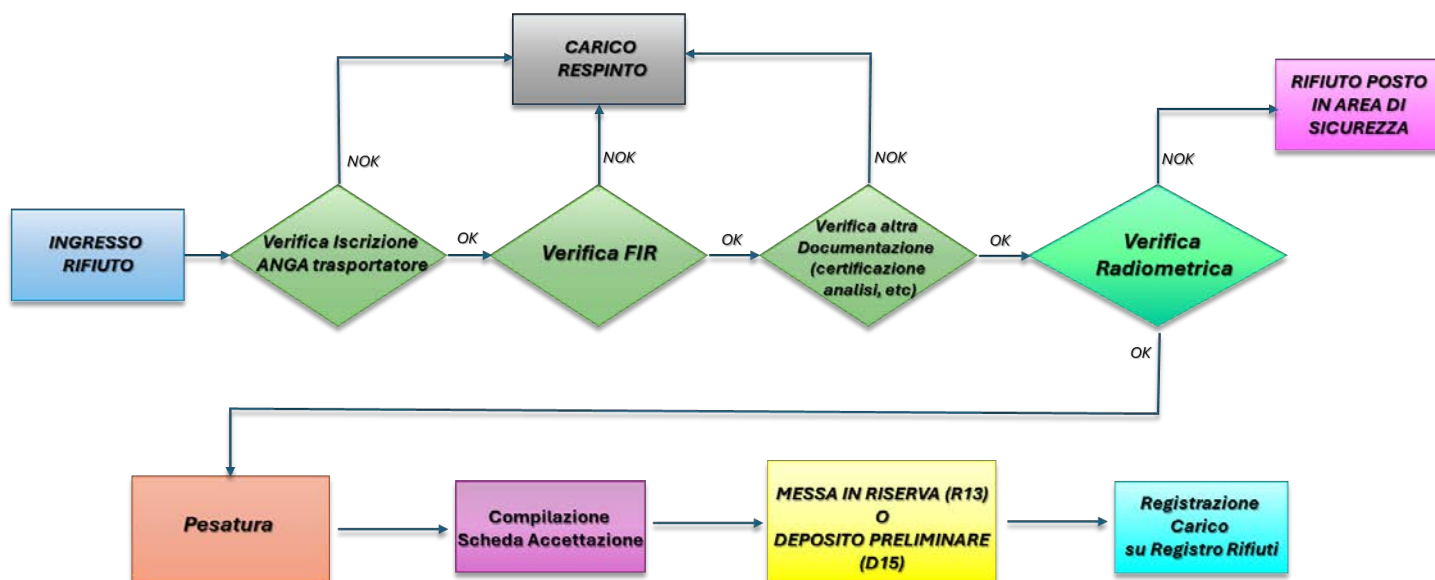 CARICO
RESPINTO
RIFIUTO POSTO
IN AREA DI
SICUREZZA
NOK
NOK
NOK
NOK
INGRESSO
RIFIUTO
Verifica Iscrizione
ANGA trasportatore
OK
Verifica FIR
OK
Verifica altra
Documentazione
(certificazione
analisi, etc)
OK
Verifica
Radiometrica
OK
Pesatura
Compilazione
Scheda Accettazione
MESSA IN RISERVA (R13)
O
DEPOSITO PRELIMINARE
(D15)
Registrazione
Carico
su Registro Rifiuti